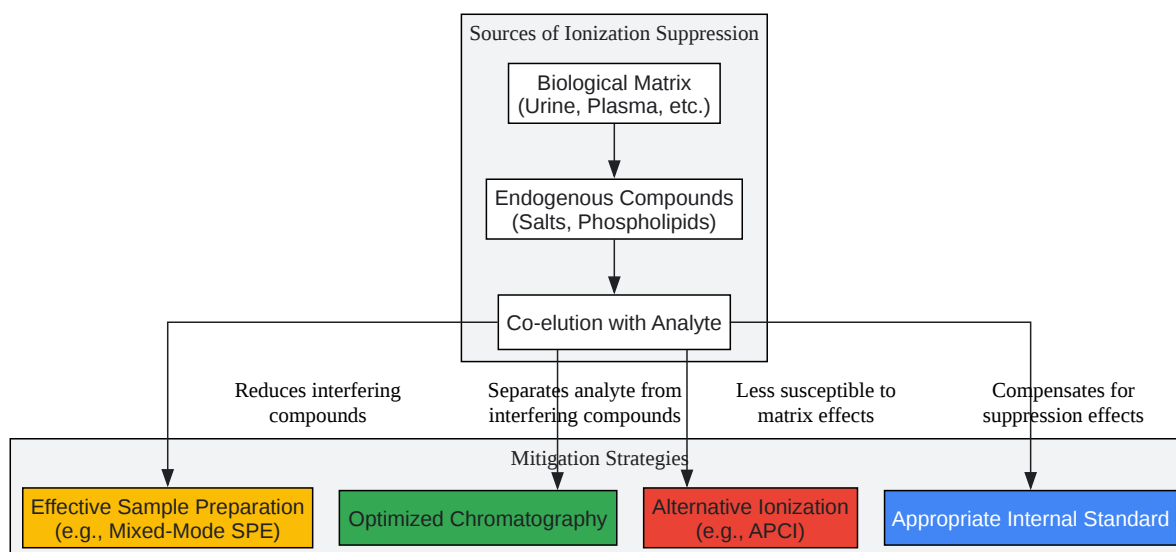 Sources of Ionization Suppression
Biological Matrix
(Urine, Plasma, etc.)
Endogenous Compounds
(Salts, Phospholipids)
Co-elution with Analyte
Reduces interfering
compounds
Separates analyte from
interfering compounds
Less susceptible to
matrix effects
Compensates for
suppression effects
Mitigation Strategies
Effective Sample Preparation
(e.g., Mixed-Mode SPE)
Optimized Chromatography
Alternative Ionization
(e.g., APCI)
Appropriate Internal Standard